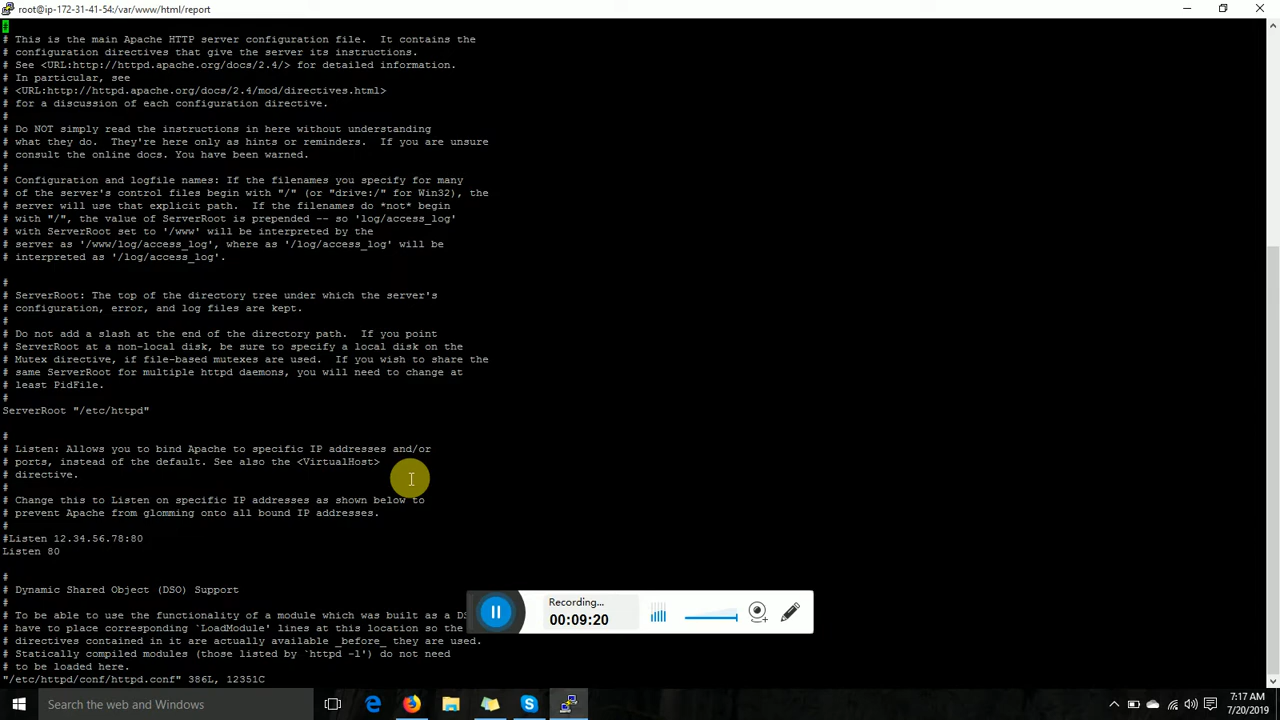 root@ip-172-31-41-54:/var/www/html/report
#
# This is the main Apache HTTP server configuration file.  It contains the
# configuration directives that give the server its instructions.
# See <URL:http://httpd.apache.org/docs/2.4/> for detailed information.
# In particular, see
# <URL:http://httpd.apache.org/docs/2.4/mod/directives.html>
# for a discussion of each configuration directive.
#
# Do NOT simply read the instructions in here without understanding
# what they do.  They're here only as hints or reminders.  If you are unsure
# consult the online docs. You have been warned.
#
# Configuration and logfile names: If the filenames you specify for many
# of the server's control files begin with "/" (or "drive:/" for Win32), the
# server will use that explicit path.  If the filenames do *not* begin
# with "/", the value of ServerRoot is prepended -- so 'log/access_log'
# with ServerRoot set to '/www' will be interpreted by the
# server as '/www/log/access_log', where as '/log/access_log' will be
# interpreted as '/log/access_log'.
#
# ServerRoot: The top of the directory tree under which the server's
# configuration, error, and log files are kept.
#
# Do not add a slash at the end of the directory path.  If you point
# ServerRoot at a non-local disk, be sure to specify a local disk on the
# Mutex directive, if file-based mutexes are used.  If you wish to share the
# same ServerRoot for multiple httpd daemons, you will need to change at
# least PidFile.
#
ServerRoot "/etc/httpd"
#
# Listen: Allows you to bind Apache to specific IP addresses and/or
# ports, instead of the default. See also the <VirtualHost>
# directive.
#
# Change this to Listen on specific IP addresses as shown below to
# prevent Apache from glomming onto all bound IP addresses.
#
#Listen 12.34.56.78:80
Listen 80
#
# Dynamic Shared Object (DSO) Support
#
# To be able to use the functionality of a module which was built as a DS
# have to place corresponding `LoadModule' lines at this location so the
# directives contained in it are actually available _before_ they are used.
# Statically compiled modules (those listed by `httpd -l') do not need
# to be loaded here.
"/etc/httpd/conf/httpd.conf" 386L, 12351C
Recording...
00:09:20
Search the web and Windows
7:17 AM
7/20/2019